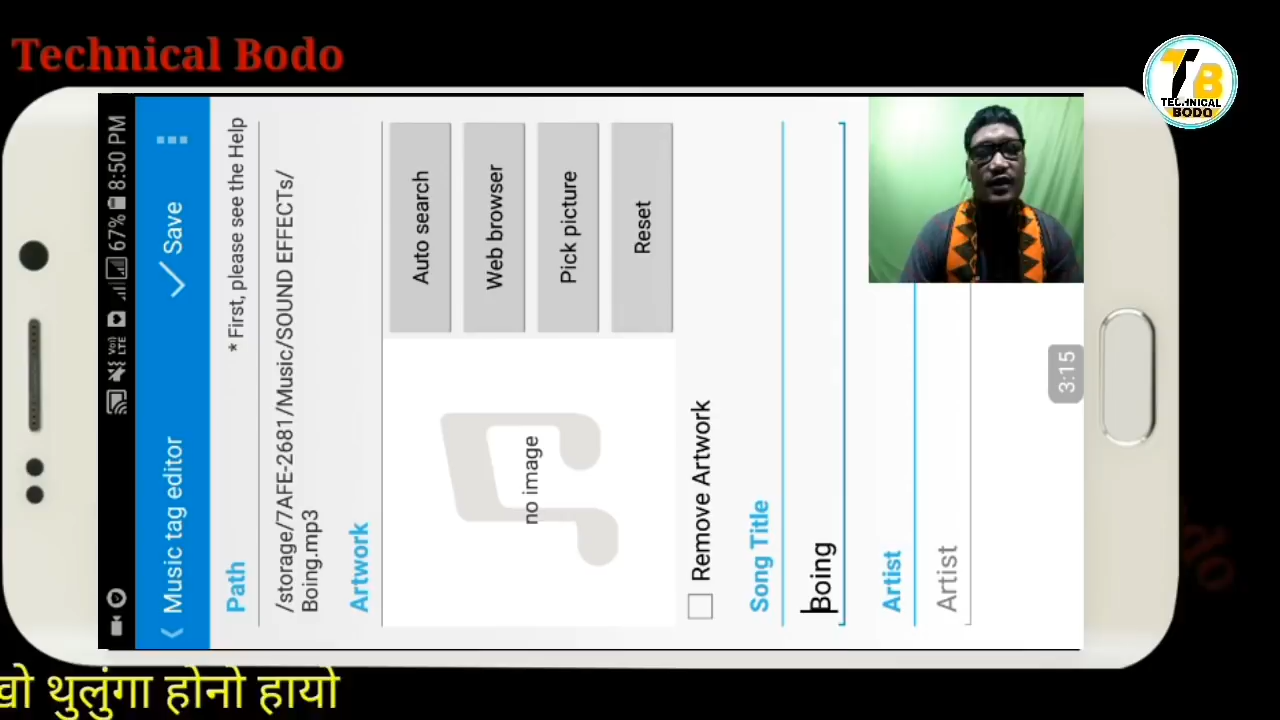 Technical Bodo
TB
TECHNICAL
BODO
VoLTE 67% 8:50 PM
Music tag editor
Save
Path
* First, please see the Help
/storage/7AFE-2681/Music/SOUND EFFECTs/
Boing.mp3
Artwork
no image
Auto search
Web browser
Pick picture
Reset
Remove Artwork
Song Title
Boing
Artist
Artist
3:15
थुलुंगा होनो हायो